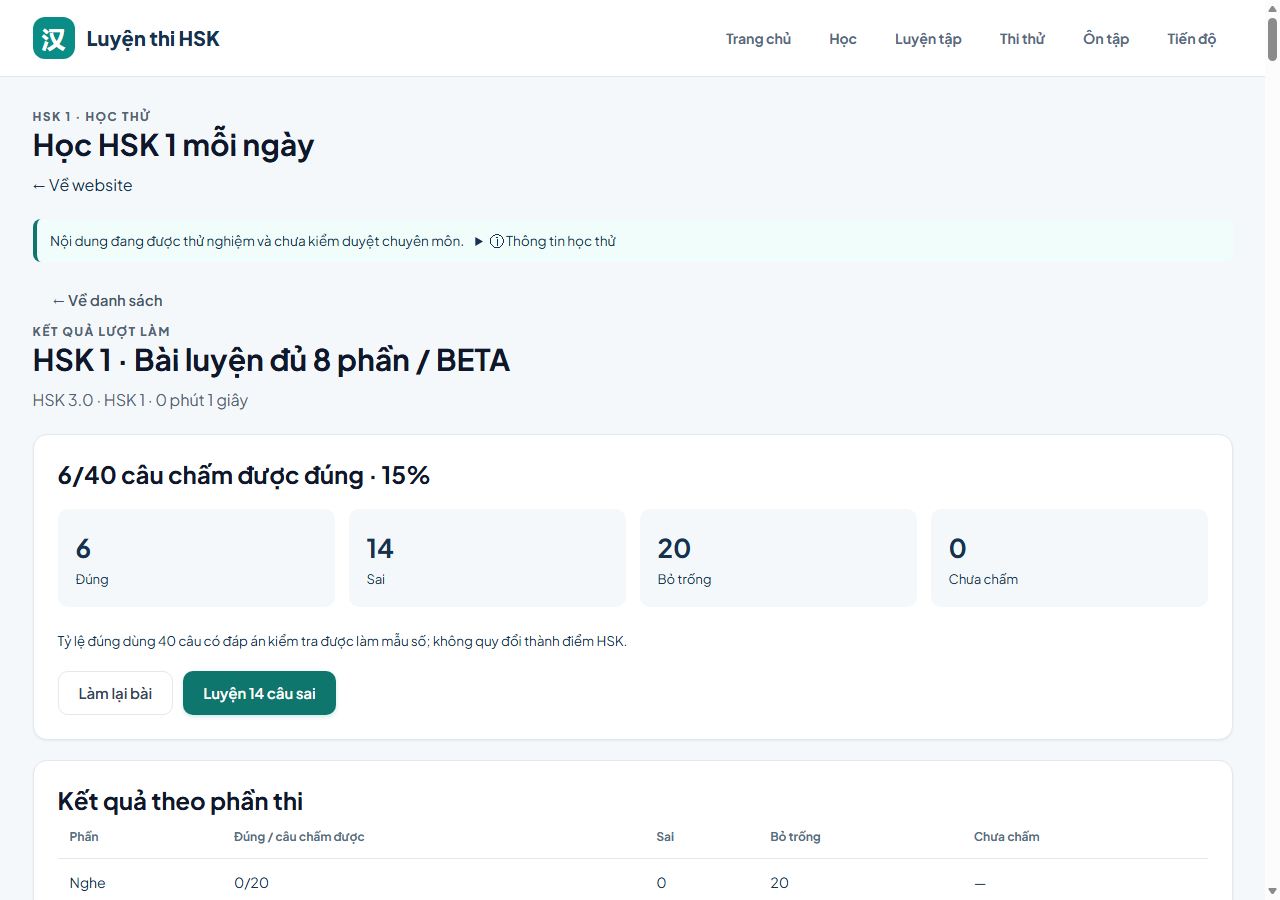 汉 Luyện thi HSK Trang chủ Học Luyện tập Thi thử Ôn tập Tiến độ
HSK 1 · HỌC THỬ
Học HSK 1 mỗi ngày
← Về website
Nội dung đang được thử nghiệm và chưa kiểm duyệt chuyên môn. ▶ ⓘ Thông tin học thử
← Về danh sách
KẾT QUẢ LƯỢT LÀM
HSK 1 · Bài luyện đủ 8 phần / BETA
HSK 3.0 · HSK 1 · 0 phút 1 giây
6/40 câu chấm được đúng · 15%
6 14 20 0
Đúng Sai Bỏ trống Chưa chấm
Tỷ lệ đúng dùng 40 câu có đáp án kiểm tra được làm mẫu số; không quy đổi thành điểm HSK.
Làm lại bài Luyện 14 câu sai
Kết quả theo phần thi
Phần Đúng / câu chấm được Sai Bỏ trống Chưa chấm
Nghe 0/20 0 20 —